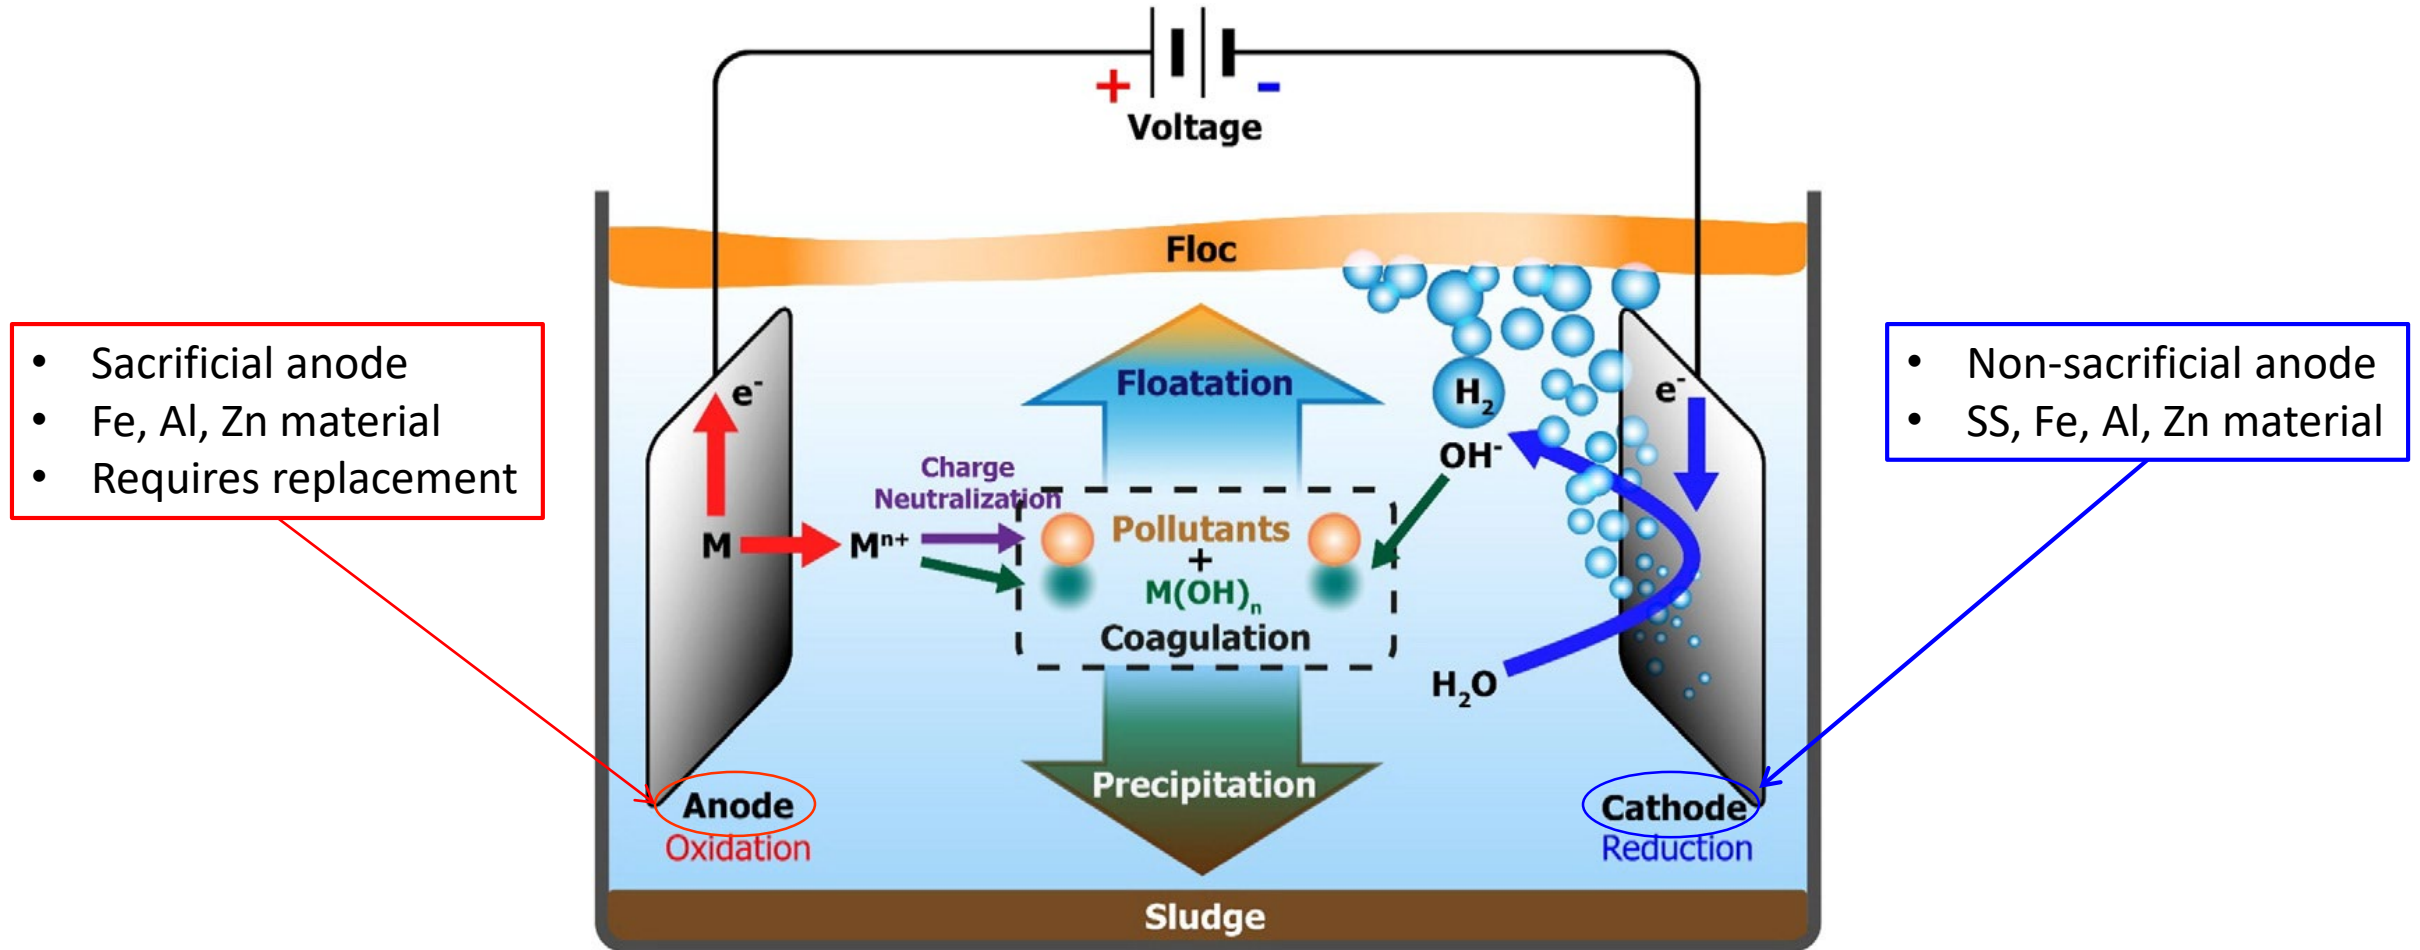 + -
Voltage
Floc
• Sacrificial anode
• Fe, Al, Zn material
• Requires replacement
• Non-sacrificial anode
• SS, Fe, Al, Zn material
Floatation
e⁻
H₂
e⁻
OH⁻
Charge
Neutralization
M
Mⁿ⁺
Pollutants
+
M(OH)ₙ
Coagulation
H₂O
Precipitation
Anode
Oxidation
Cathode
Reduction
Sludge